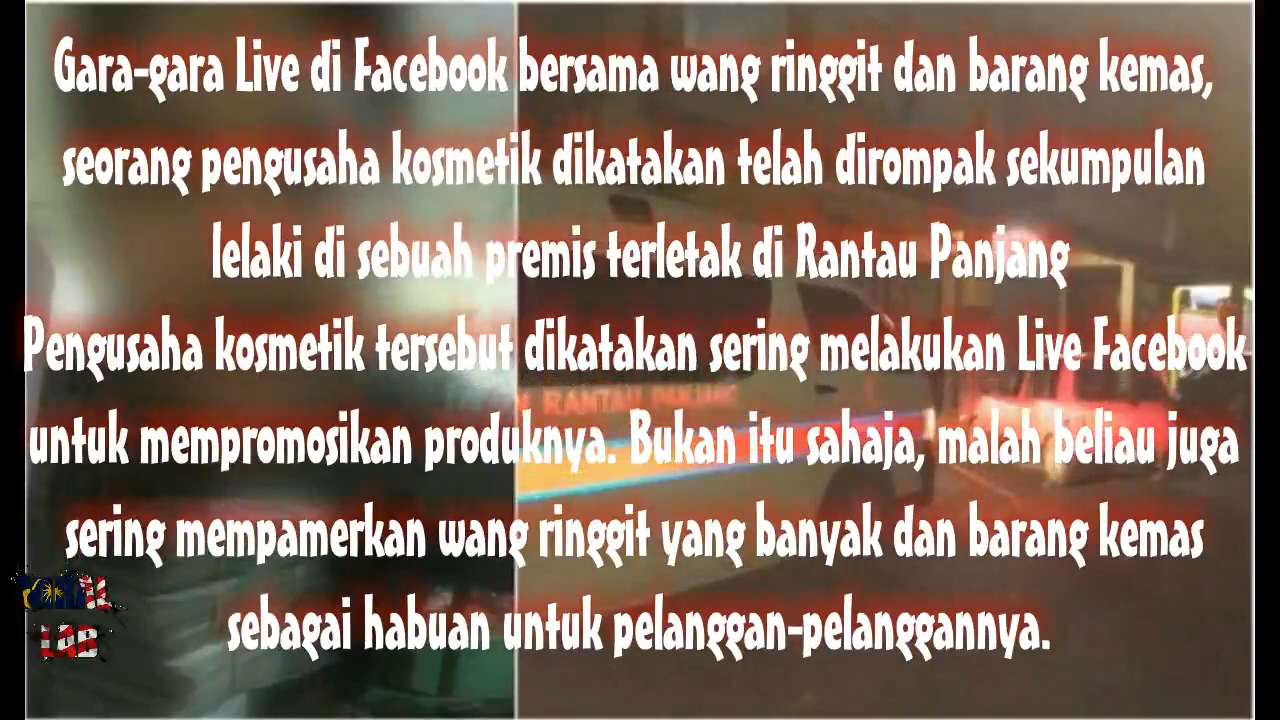 Gara-gara Live di Facebook bersama wang ringgit dan barang kemas,
seorang pengusaha kosmetik dikatakan telah dirompak sekumpulan
lelaki di sebuah premis terletak di Rantau Panjang
Pengusaha kosmetik tersebut dikatakan sering melakukan Live Facebook
untuk mempromosikan produknya. Bukan itu sahaja, malah beliau juga
sering mempamerkan wang ringgit yang banyak dan barang kemas
sebagai habuan untuk pelanggan-pelanggannya.
RANTAU PANJANG
LAB